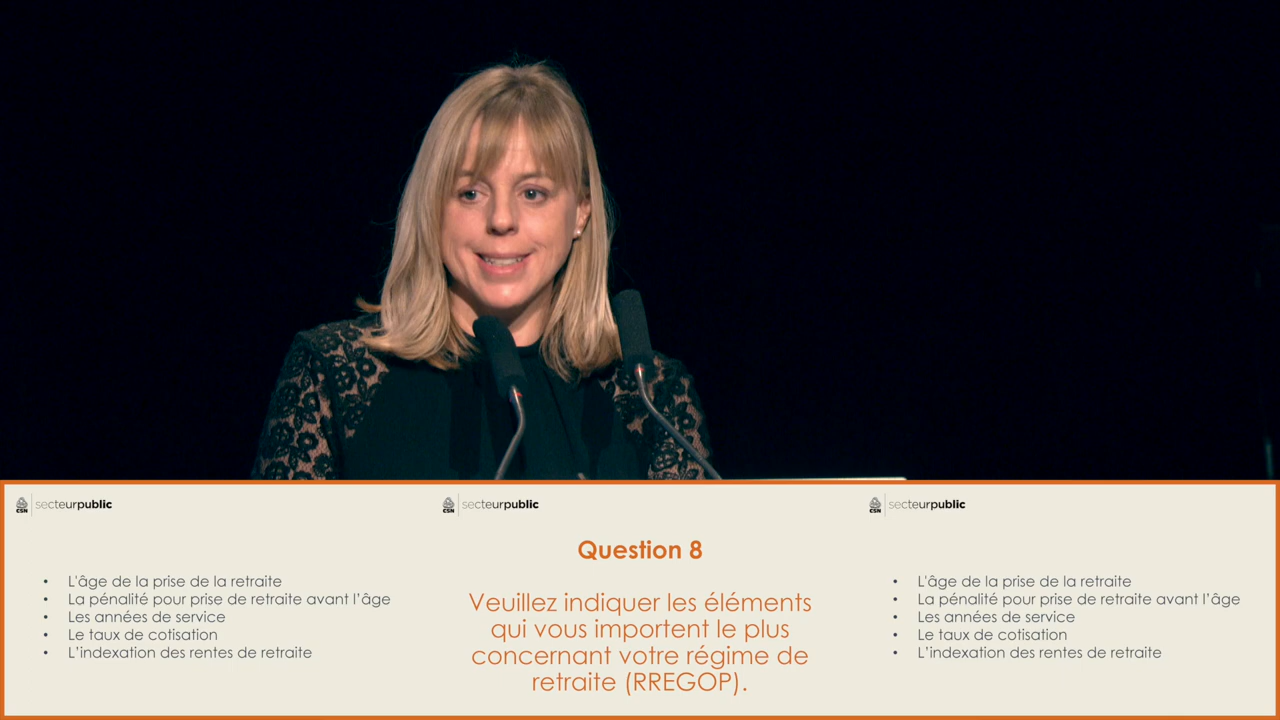 CSN secteurpublic
• L'âge de la prise de la retraite
• La pénalité pour prise de retraite avant l'âge
• Les années de service
• Le taux de cotisation
• L'indexation des rentes de retraite
CSN secteurpublic
Question 8
Veuillez indiquer les éléments
qui vous importent le plus
concernant votre régime de
retraite (RREGOP).
CSN secteurpublic
• L'âge de la prise de la retraite
• La pénalité pour prise de retraite avant l'âge
• Les années de service
• Le taux de cotisation
• L'indexation des rentes de retraite